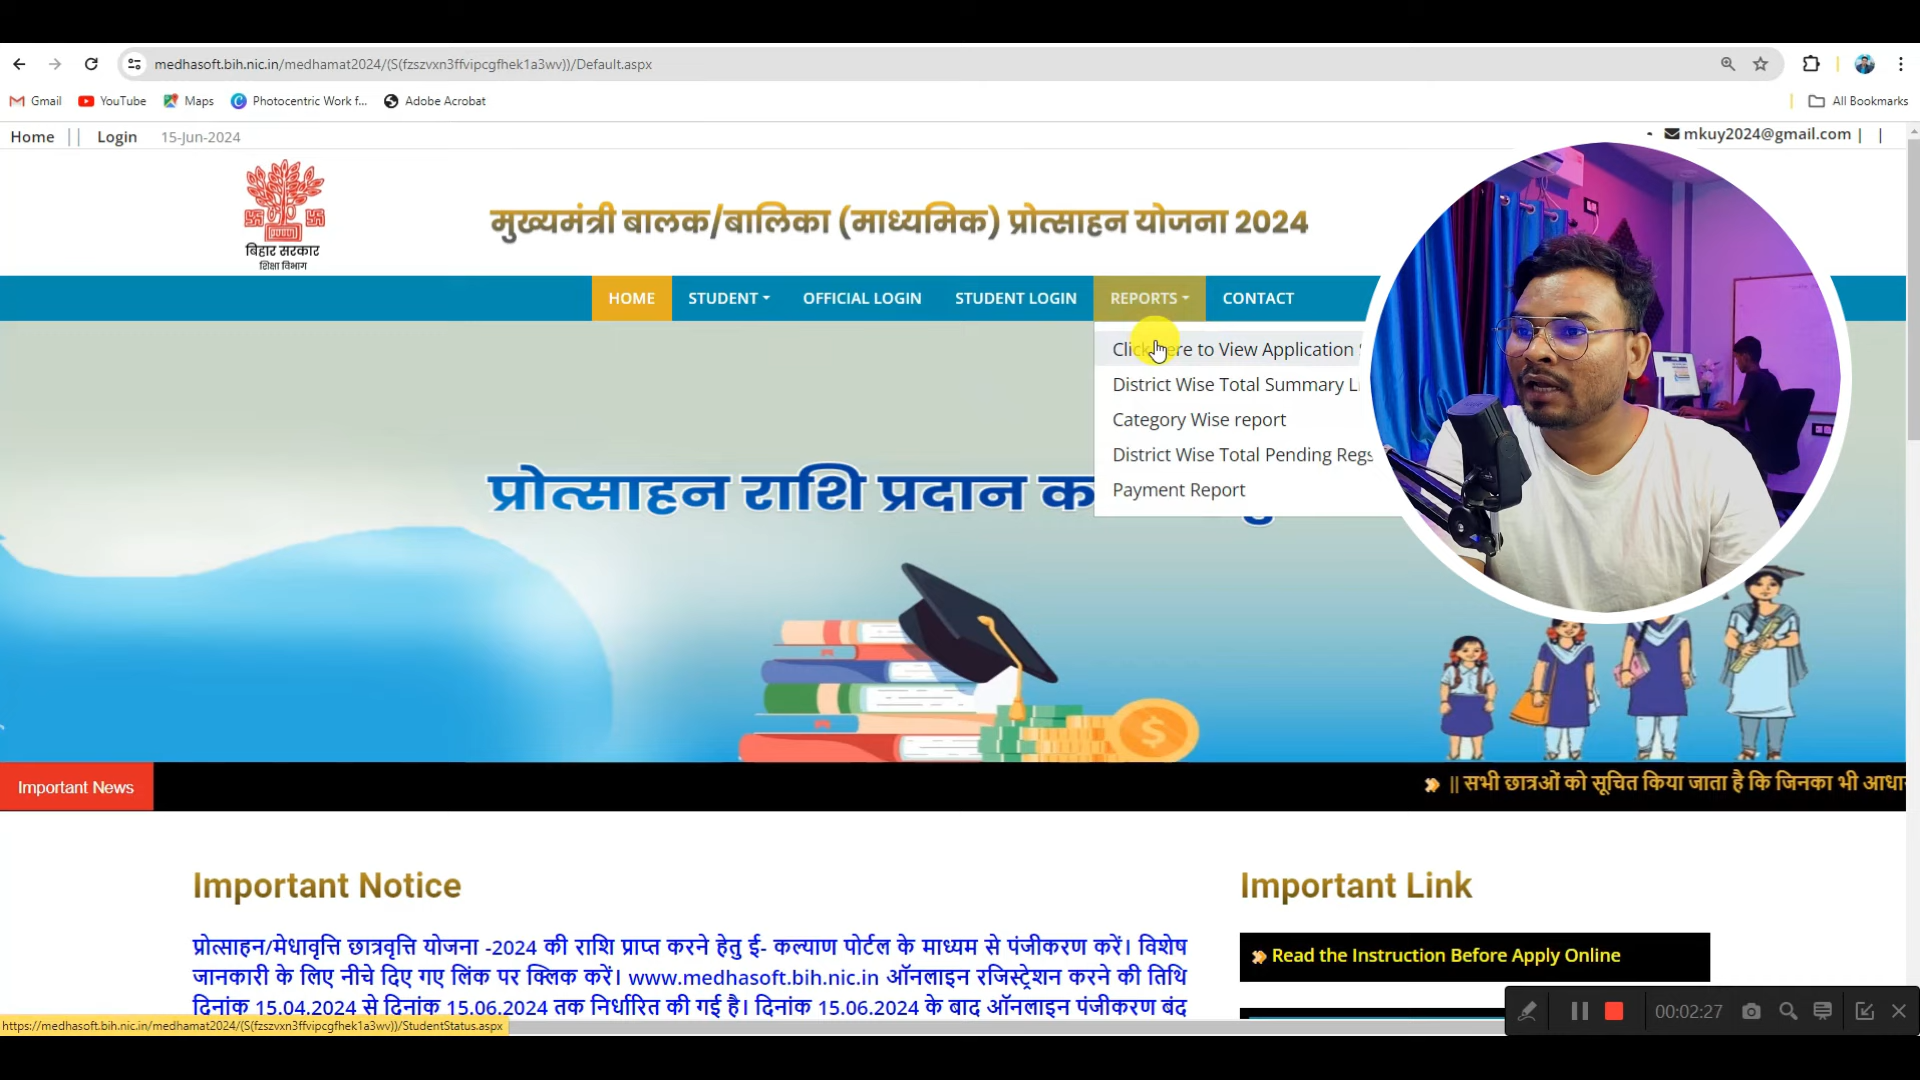 medhasoft.bih.nic.in/medhamat2024/(S(fzszvxn3ffvipcgfhek1a3wv))/Default.aspx
Gmail YouTube Maps Photocentric Work f... Adobe Acrobat All Bookmarks
Home || Login 15-Jun-2024 mkuy2024@gmail.com | |
बिहार सरकार
शिक्षा विभाग
मुख्यमंत्री बालक/बालिका (माध्यमिक) प्रोत्साहन योजना 2024
HOME STUDENT OFFICIAL LOGIN STUDENT LOGIN REPORTS CONTACT
Click here to View Application
District Wise Total Summary Li
Category Wise report
District Wise Total Pending Regs
Payment Report
प्रोत्साहन राशि प्रदान क
Important News || सभी छात्रओं को सूचित किया जाता है कि जिनका भी आधा
Important Notice
प्रोत्साहन/मेधावृत्ति छात्रवृत्ति योजना -2024 की राशि प्राप्त करने हेतु ई- कल्याण पोर्टल के माध्यम से पंजीकरण करें। विशेष
जानकारी के लिए नीचे दिए गए लिंक पर क्लिक करें। www.medhasoft.bih.nic.in ऑनलाइन रजिस्ट्रेशन करने की तिथि
दिनांक 15.04.2024 से दिनांक 15.06.2024 तक निर्धारित की गई है। दिनांक 15.06.2024 के बाद ऑनलाइन पंजीकरण बंद
Important Link
Read the Instruction Before Apply Online
https://medhasoft.bih.nic.in/medhamat2024/(S(fzszvxn3ffvipcgfhek1a3wv))/StudentStatus.aspx
00:02:27